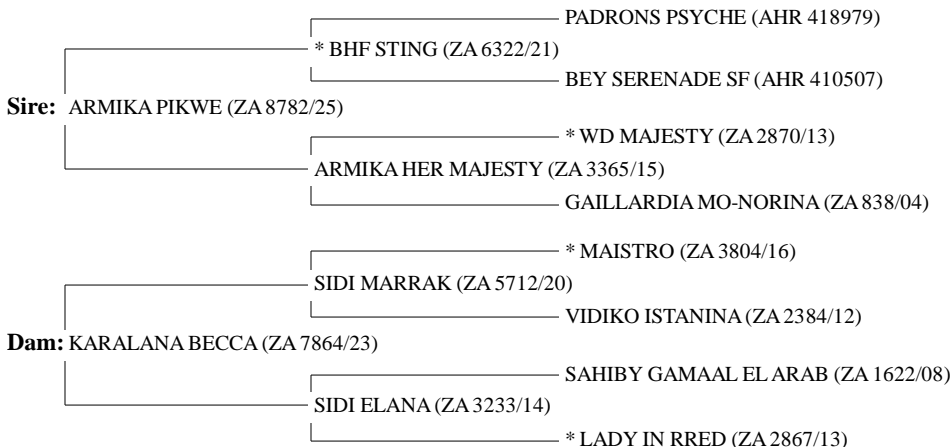 PADRONS PSYCHE (AHR 418979)
* BHF STING (ZA 6322/21)
BEY SERENADE SF (AHR 410507)
Sire: ARMIKA PIKWE (ZA 8782/25)
* WD MAJESTY (ZA 2870/13)
ARMIKA HER MAJESTY (ZA 3365/15)
GAILLARDIA MO-NORINA (ZA 838/04)
* MAISTRO (ZA 3804/16)
SIDI MARRAK (ZA 5712/20)
VIDIKO ISTANINA (ZA 2384/12)
Dam: KARALANA BECCA (ZA 7864/23)
SAHIBY GAMAAL EL ARAB (ZA 1622/08)
SIDI ELANA (ZA 3233/14)
* LADY IN RRED (ZA 2867/13)